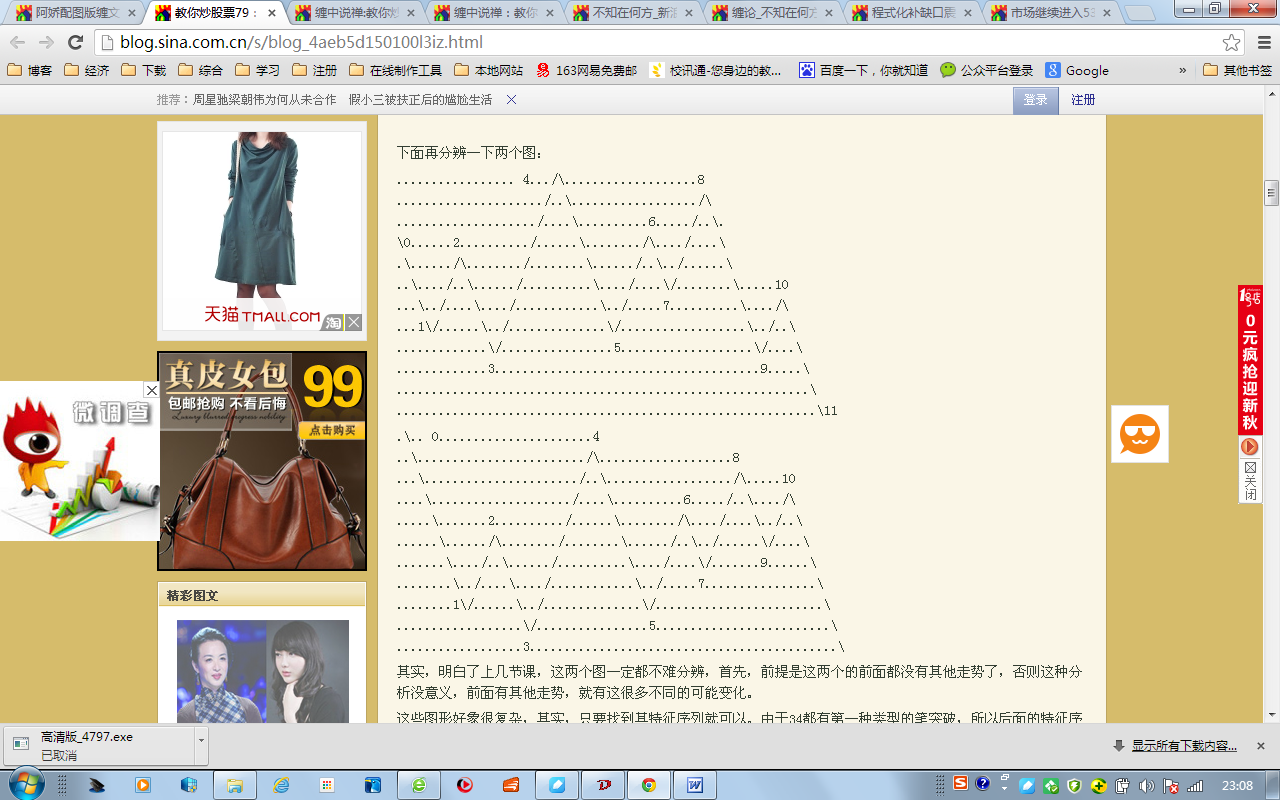 阿娇配图版缠文
教你炒股票79：
缠中说禅:教你炒
缠中说禅：教你
不知在何方_新浪
缠论_不知在何方
程式化补缺口震
市场继续进入53
blog.sina.com.cn/s/blog_4aeb5d150100l3iz.html
博客 经济 下载 综合 学习 注册 在线制作工具 本地网站 163网易免费邮 校讯通-您身边的教... 百度一下，你就知道 公众平台登录 Google » 其他书签
推荐：周星驰梁朝伟为何从未合作 假小三被扶正后的尴尬生活
登录 注册
天猫 TMALL.COM
淘
真皮女包 99
包邮抢购 不看后悔
点击购买
微调查
精彩图文
下面再分辨一下两个图：
................. 4.../\...................8
...................../..\................../\
..................../....\..........6...../..\.
\0......2........../......\......../\..../....\
.\....../\......../........\....../..\../......\
..\..../..\....../..........\..../....\/........\.....10
...\../....\..../............\../.....7..........\..../\
...1\/......\../..............\/..................\../..\
.............\/................5...................\/....\
.............3......................................9.....\
...........................................................\
............................................................\11
.\.. 0......................4
..\......................../\...................8
...\....................../..\................./\.....10
....\..................../....\.........6...../..\..../\
.....\.......2........../......\......../\..../....\../..\
......\....../\......../........\....../..\../......\/....\
.......\..../..\....../..........\..../....\/.......9......\
........\../....\..../............\../.....7................\
........1\/......\../..............\/........................\
..................\/................5.........................\
..................3............................................\
其实，明白了上几节课，这两个图一定都不难分辨，首先，前提是这两个的前面都没有其他走势了，否则这种分
析没意义，前面有其他走势，就有这很多不同的可能变化。
这些图形好象很复杂，其实，只要找到其特征序列就可以。由于34都有第一种类型的笔突破，所以后面的特征序
1号店
0元疯抢迎新秋
关闭
高清版_4797.exe
已取消
显示所有下载内容...
23:08